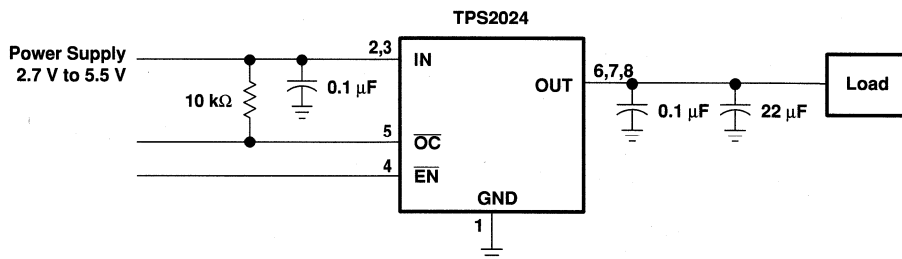 TPS2024
Power Supply
2.7 V to 5.5 V
2,3
IN
10 kΩ
0.1 µF
OUT
6,7,8
0.1 µF
22 µF
Load
5
OC
4
EN
GND
1